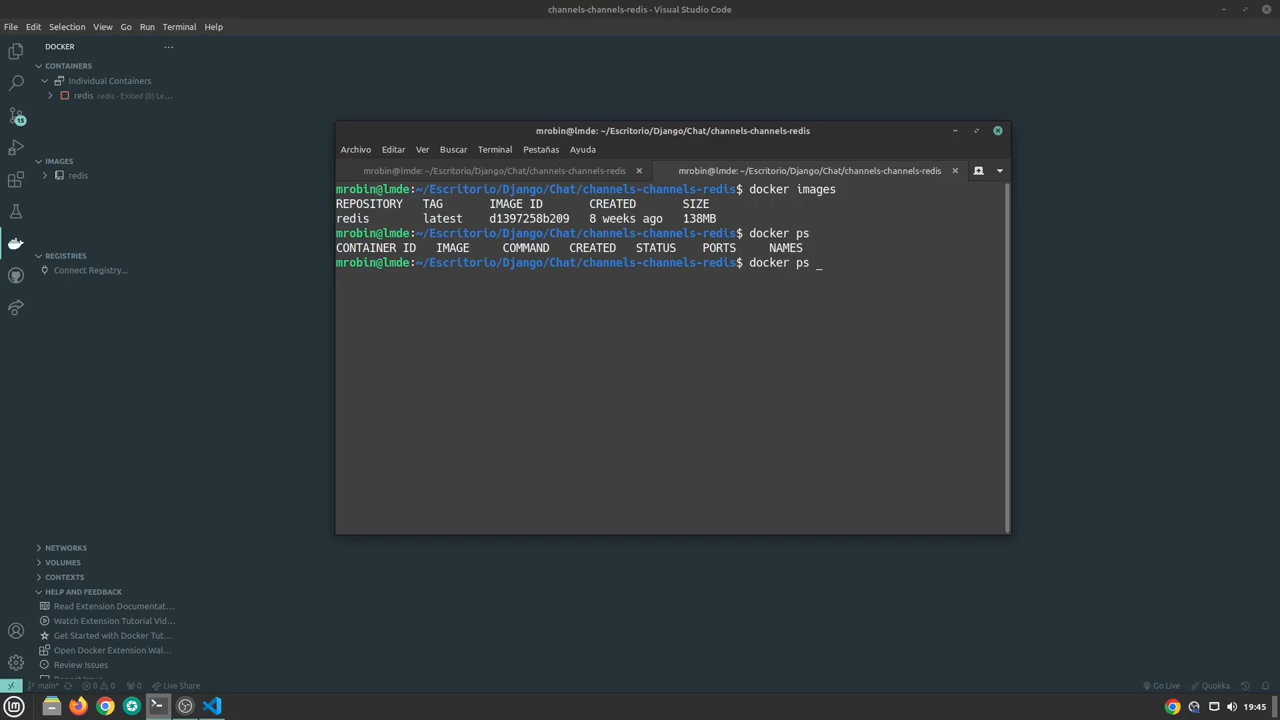 channels-channels-redis - Visual Studio Code
File Edit Selection View Go Run Terminal Help
DOCKER
CONTAINERS
Individual Containers
redis redis - Exited (0) Le...
IMAGES
redis
REGISTRIES
Connect Registry...
NETWORKS
VOLUMES
CONTEXTS
HELP AND FEEDBACK
Read Extension Documentat...
Watch Extension Tutorial Vid...
Get Started with Docker Tut...
Open Docker Extension Wal...
Review Issues
mrobin@lmde: ~/Escritorio/Django/Chat/channels-channels-redis
Archivo Editar Ver Buscar Terminal Pestañas Ayuda
mrobin@lmde: ~/Escritorio/Django/Chat/channels-channels-redis mrobin@lmde: ~/Escritorio/Django/Chat/channels-channels-redis
mrobin@lmde:~/Escritorio/Django/Chat/channels-channels-redis$ docker images
REPOSITORY TAG IMAGE ID CREATED SIZE
redis latest d1397258b209 8 weeks ago 138MB
mrobin@lmde:~/Escritorio/Django/Chat/channels-channels-redis$ docker ps
CONTAINER ID IMAGE COMMAND CREATED STATUS PORTS NAMES
mrobin@lmde:~/Escritorio/Django/Chat/channels-channels-redis$ docker ps _
main* 0 0 0 Live Share Go Live Quokka
19:45